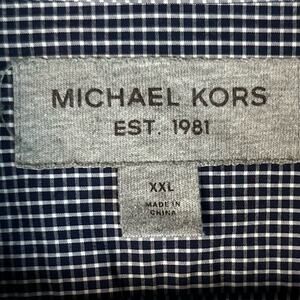 MICHAEL KORS
EST. 1981
XXL
MADE IN
CHINA